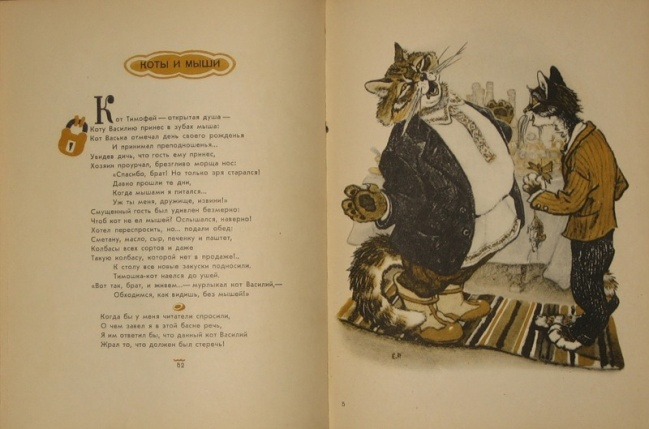 КОТЫ И МЫШИ
Кот Тимофей — открытая душа —
Коту Василию принес в зубах мыша:
Кот Васька отмечал день своего рожденья
И принимал преподношенья...
Увидев дичь, что гость ему принес,
Хозяин проурчал, брезгливо морща нос:
«Спасибо, брат! Но только зря старался!
Давно прошли те дни,
Когда мышами я питался...
Уж ты меня, дружище, извини!»
Смущенный гость был удивлен безмерно:
Чтоб кот не ел мышей? Ослышался, наверно!
Хотел переспросить, но... подали обед:
Сметану, масло, сыр, печенку и паштет,
Колбасы всех сортов и даже
Такую колбасу, которой нет в продаже!..
К столу все новые закуски подносили,
Тимошка-кот наелся до ушей.
«Вот так, брат, и живем... — мурлыкал кот Василий, —
Обходимся, как видишь, без мышей!»
Когда бы у меня читатели спросили,
О чем завел я в этой басне речь,
Я им ответил бы, что данный кот Василий
Жрал то, что должен был стеречь!
52
5